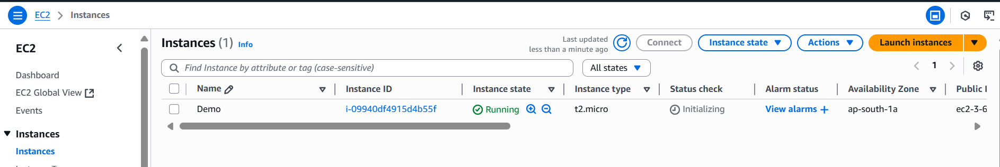 EC2 > Instances
EC2
Dashboard
EC2 Global View
Events
Instances
Instances
Instances (1) Info
Last updated
less than a minute ago
Connect
Instance state
Actions
Launch instances
Find Instance by attribute or tag (case-sensitive)
All states
1
Name Instance ID Instance state Instance type Status check Alarm status Availability Zone Public
Demo i-09940df4915d4b55f Running t2.micro Initializing View alarms + ap-south-1a ec2-3-6